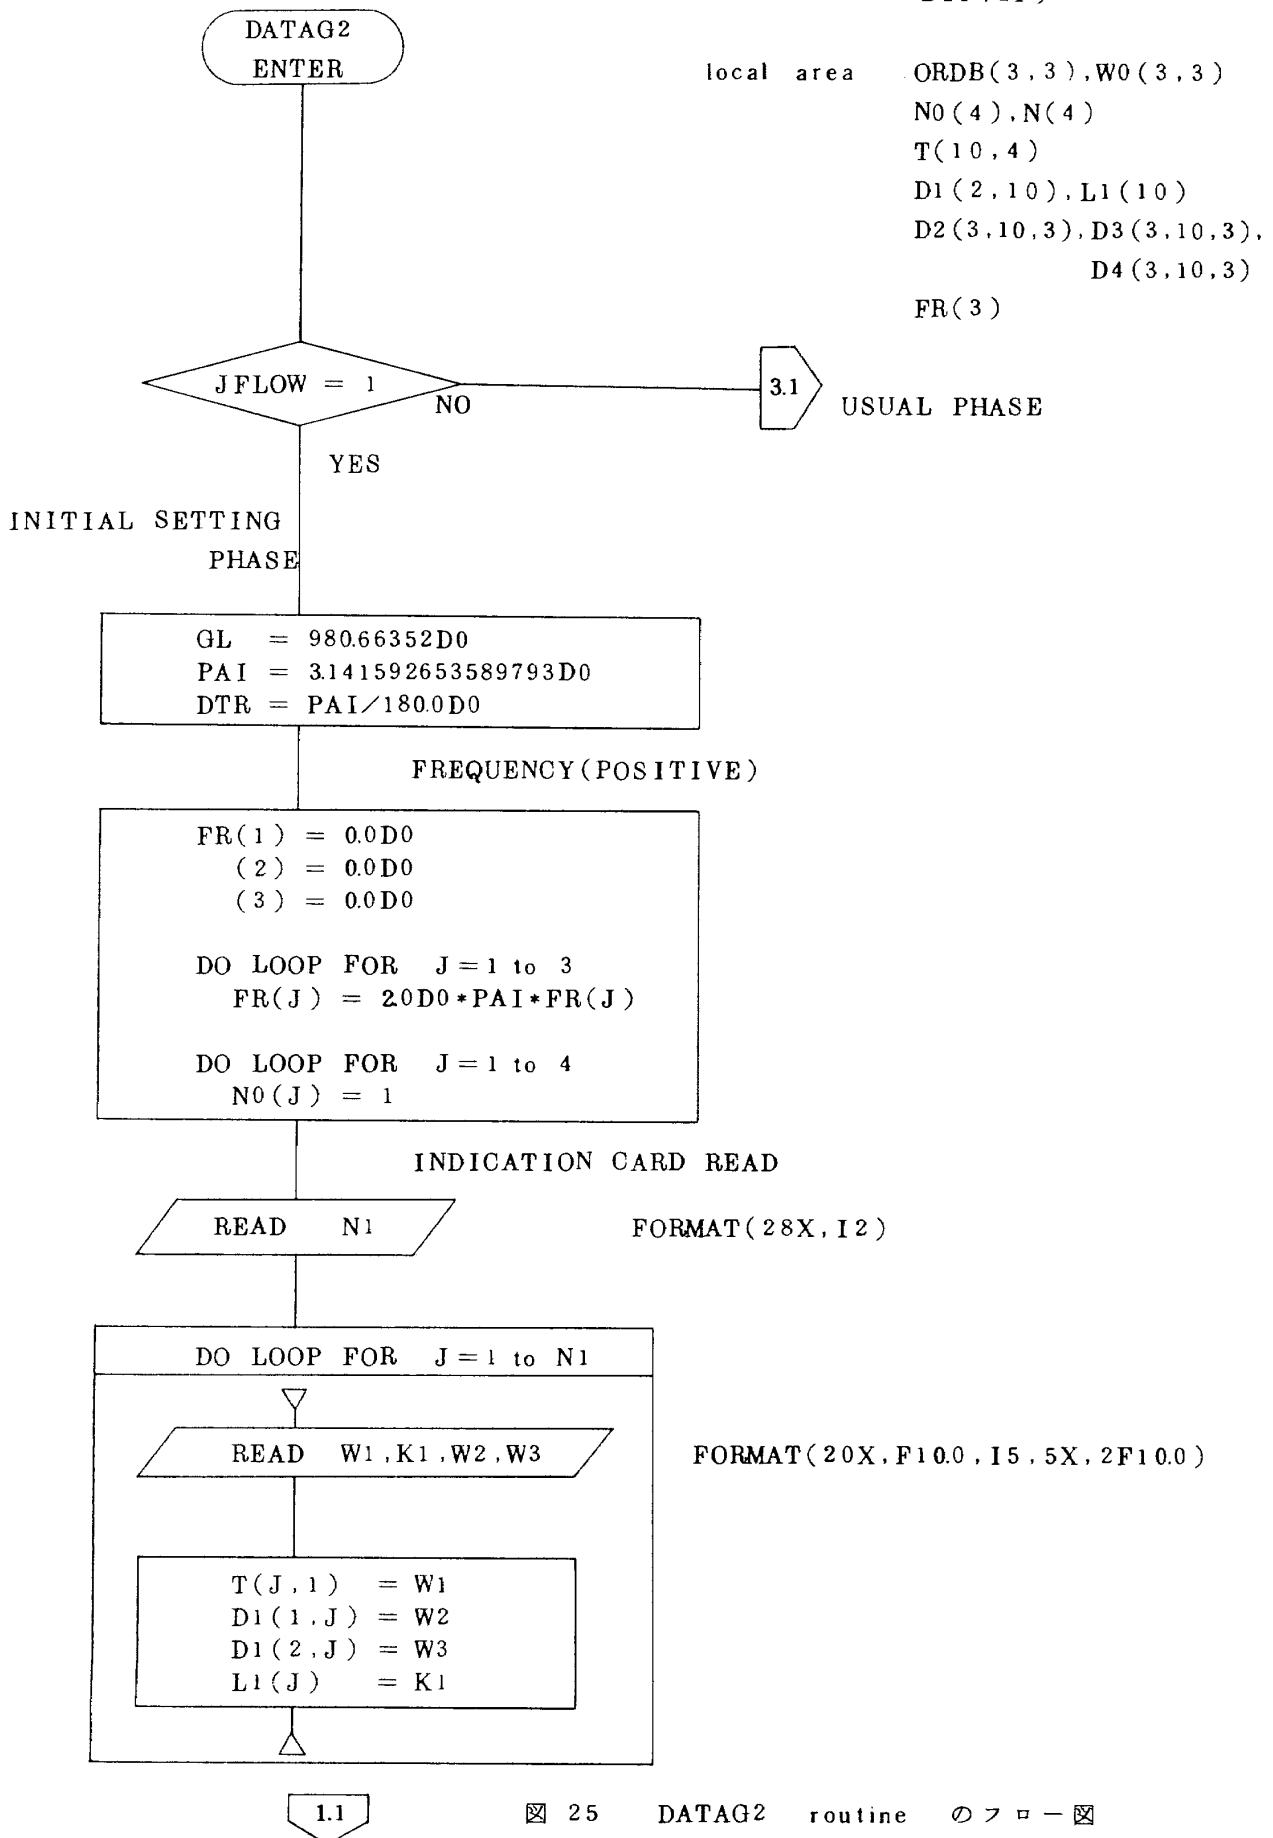 DATAG2
ENTER
local area ORDB(3,3),W0(3,3)
N0(4),N(4)
T(10,4)
D1(2,10),L1(10)
D2(3,10,3),D3(3,10,3),
D4(3,10,3)
FR(3)
JFLOW = 1
NO
3.1
USUAL PHASE
YES
INITIAL SETTING
PHASE
GL = 980.66352D0
PAI = 3.141592653589793D0
DTR = PAI/180.0D0
FREQUENCY(POSITIVE)
FR(1) = 0.0D0
(2) = 0.0D0
(3) = 0.0D0
DO LOOP FOR J=1 to 3
FR(J) = 2.0D0*PAI*FR(J)
DO LOOP FOR J=1 to 4
N0(J) = 1
INDICATION CARD READ
READ N1
FORMAT(28X,I2)
DO LOOP FOR J=1 to N1
READ W1,K1,W2,W3
FORMAT(20X,F10.0,I5,5X,2F10.0)
T(J,1) = W1
D1(1,J) = W2
D1(2,J) = W3
L1(J) = K1
1.1
図 25 DATAG2 routine のフロー図